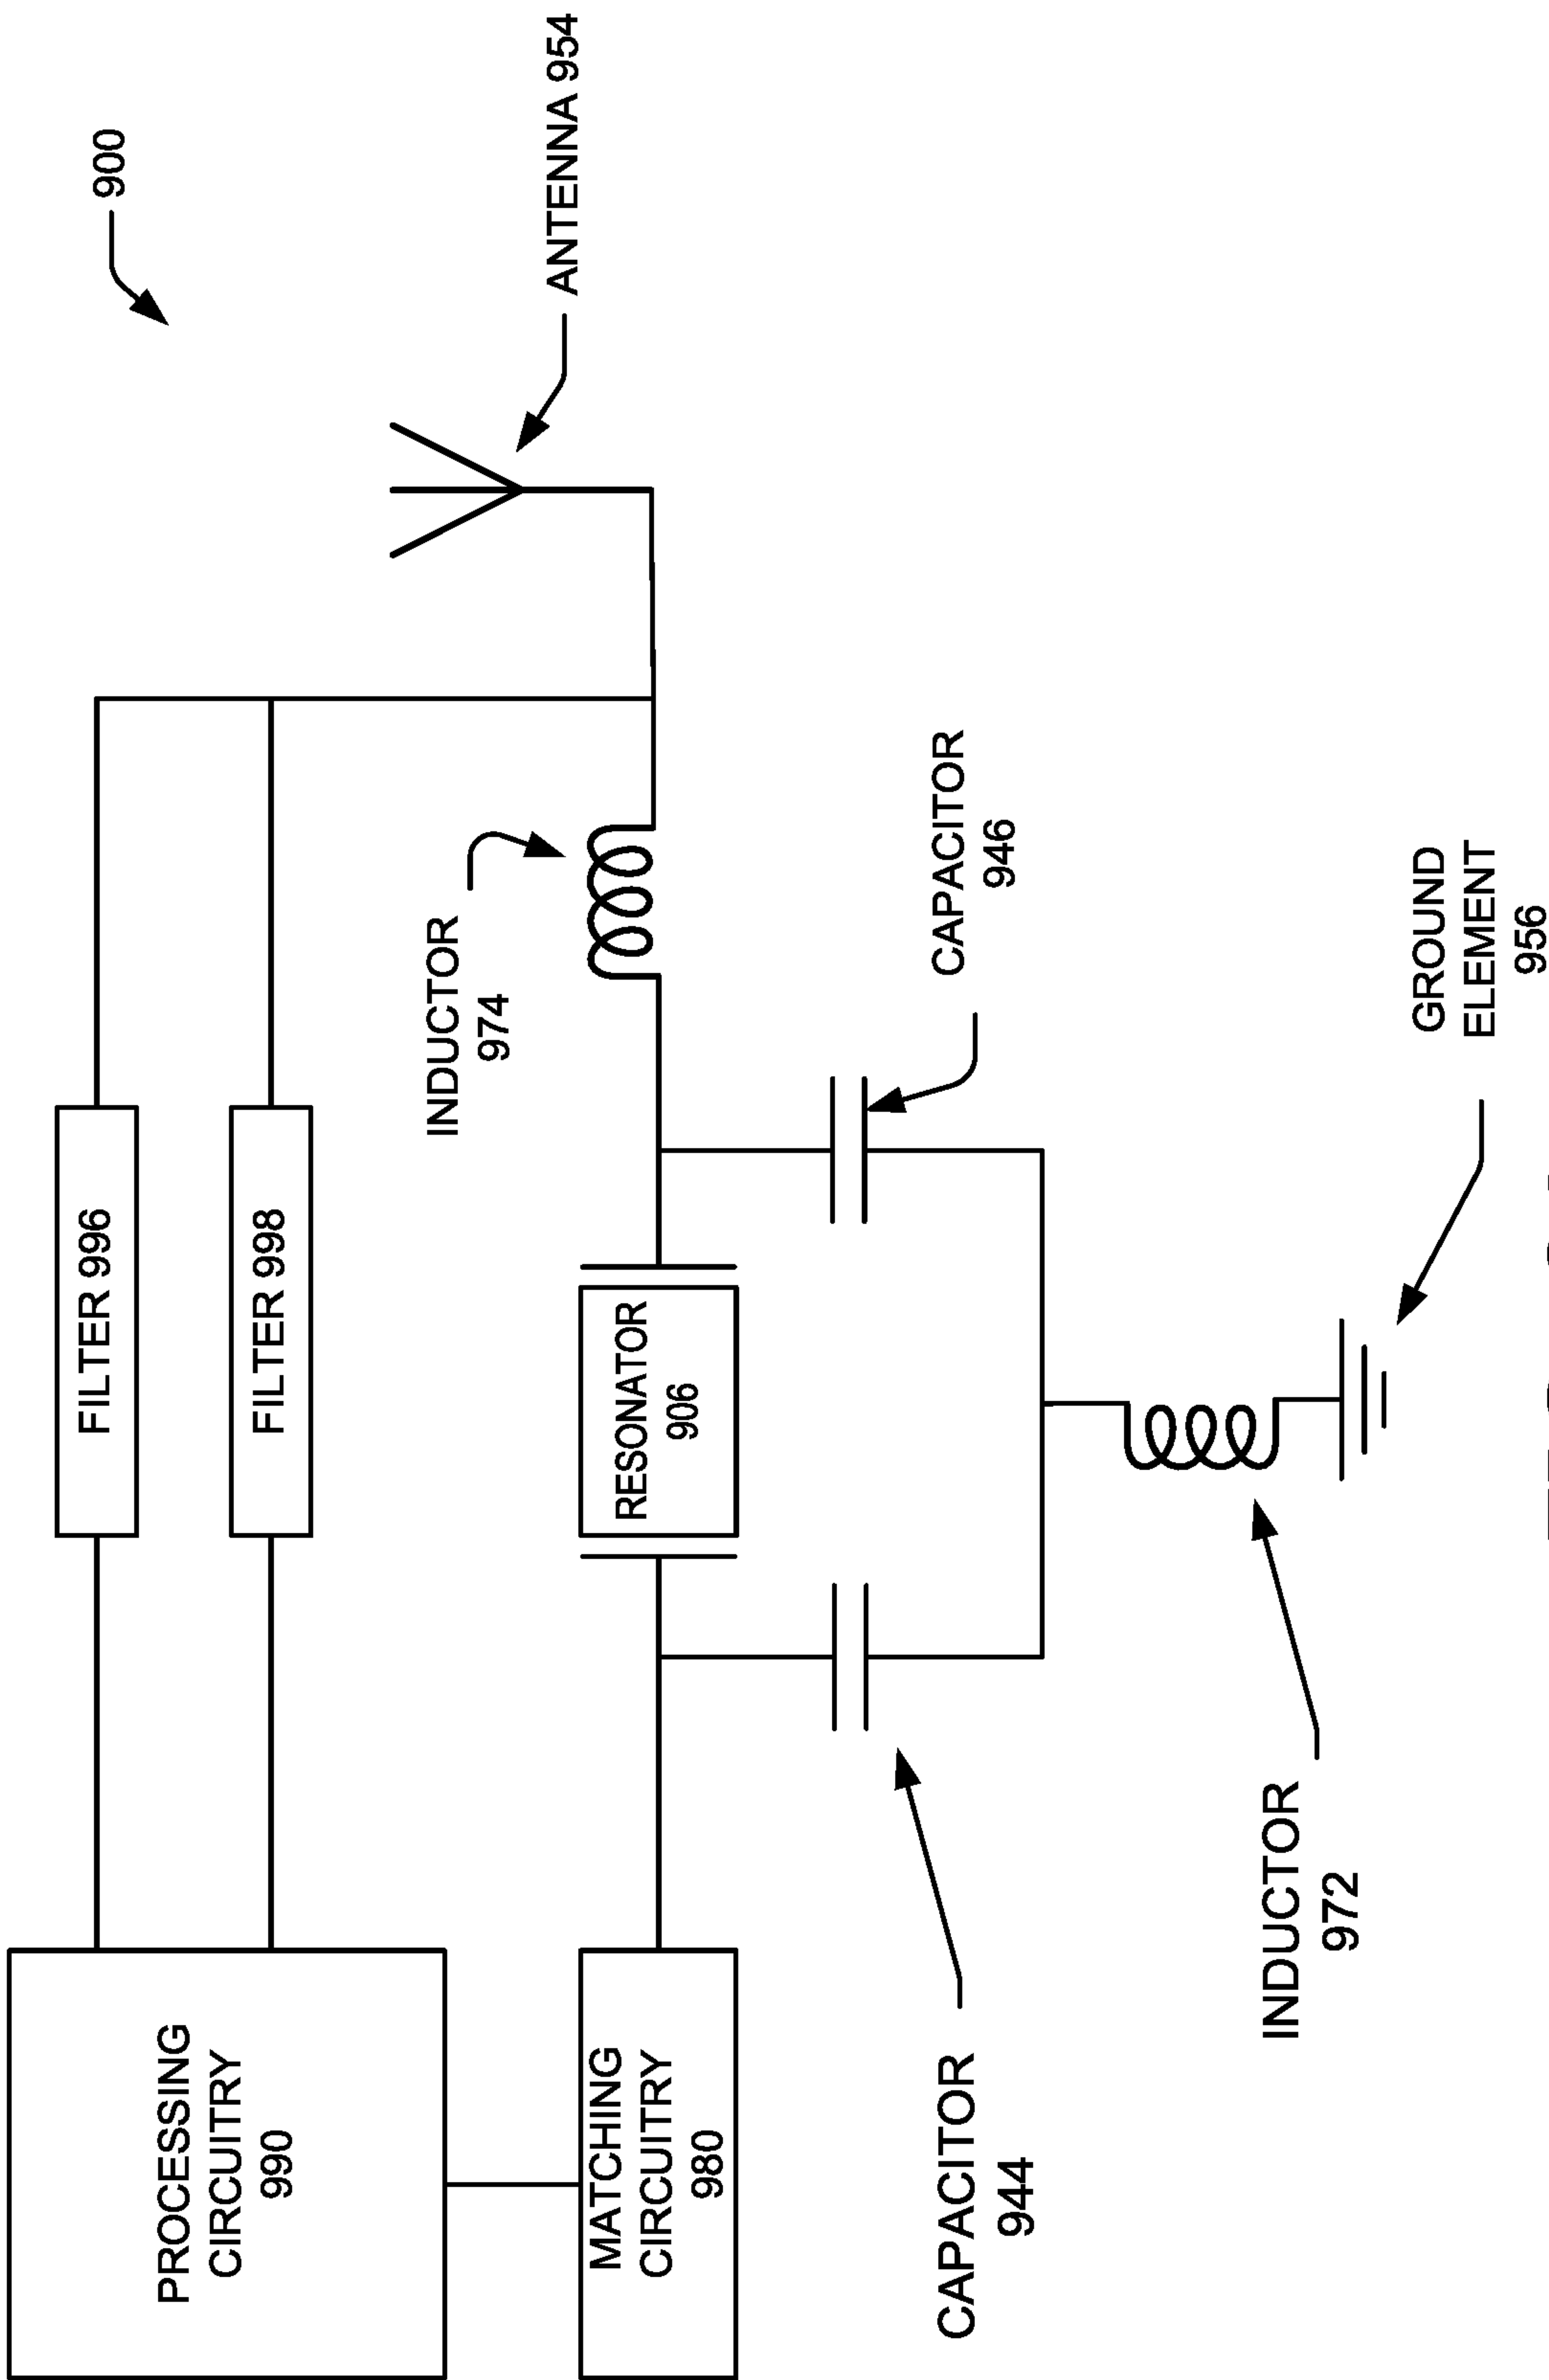 900
ANTENNA 954
FILTER 996
FILTER 998
PROCESSING
CIRCUITRY
990
INDUCTOR
974
RESONATOR
906
MATCHING
CIRCUITRY
980
CAPACITOR
946
CAPACITOR
944
INDUCTOR
972
GROUND
ELEMENT
956